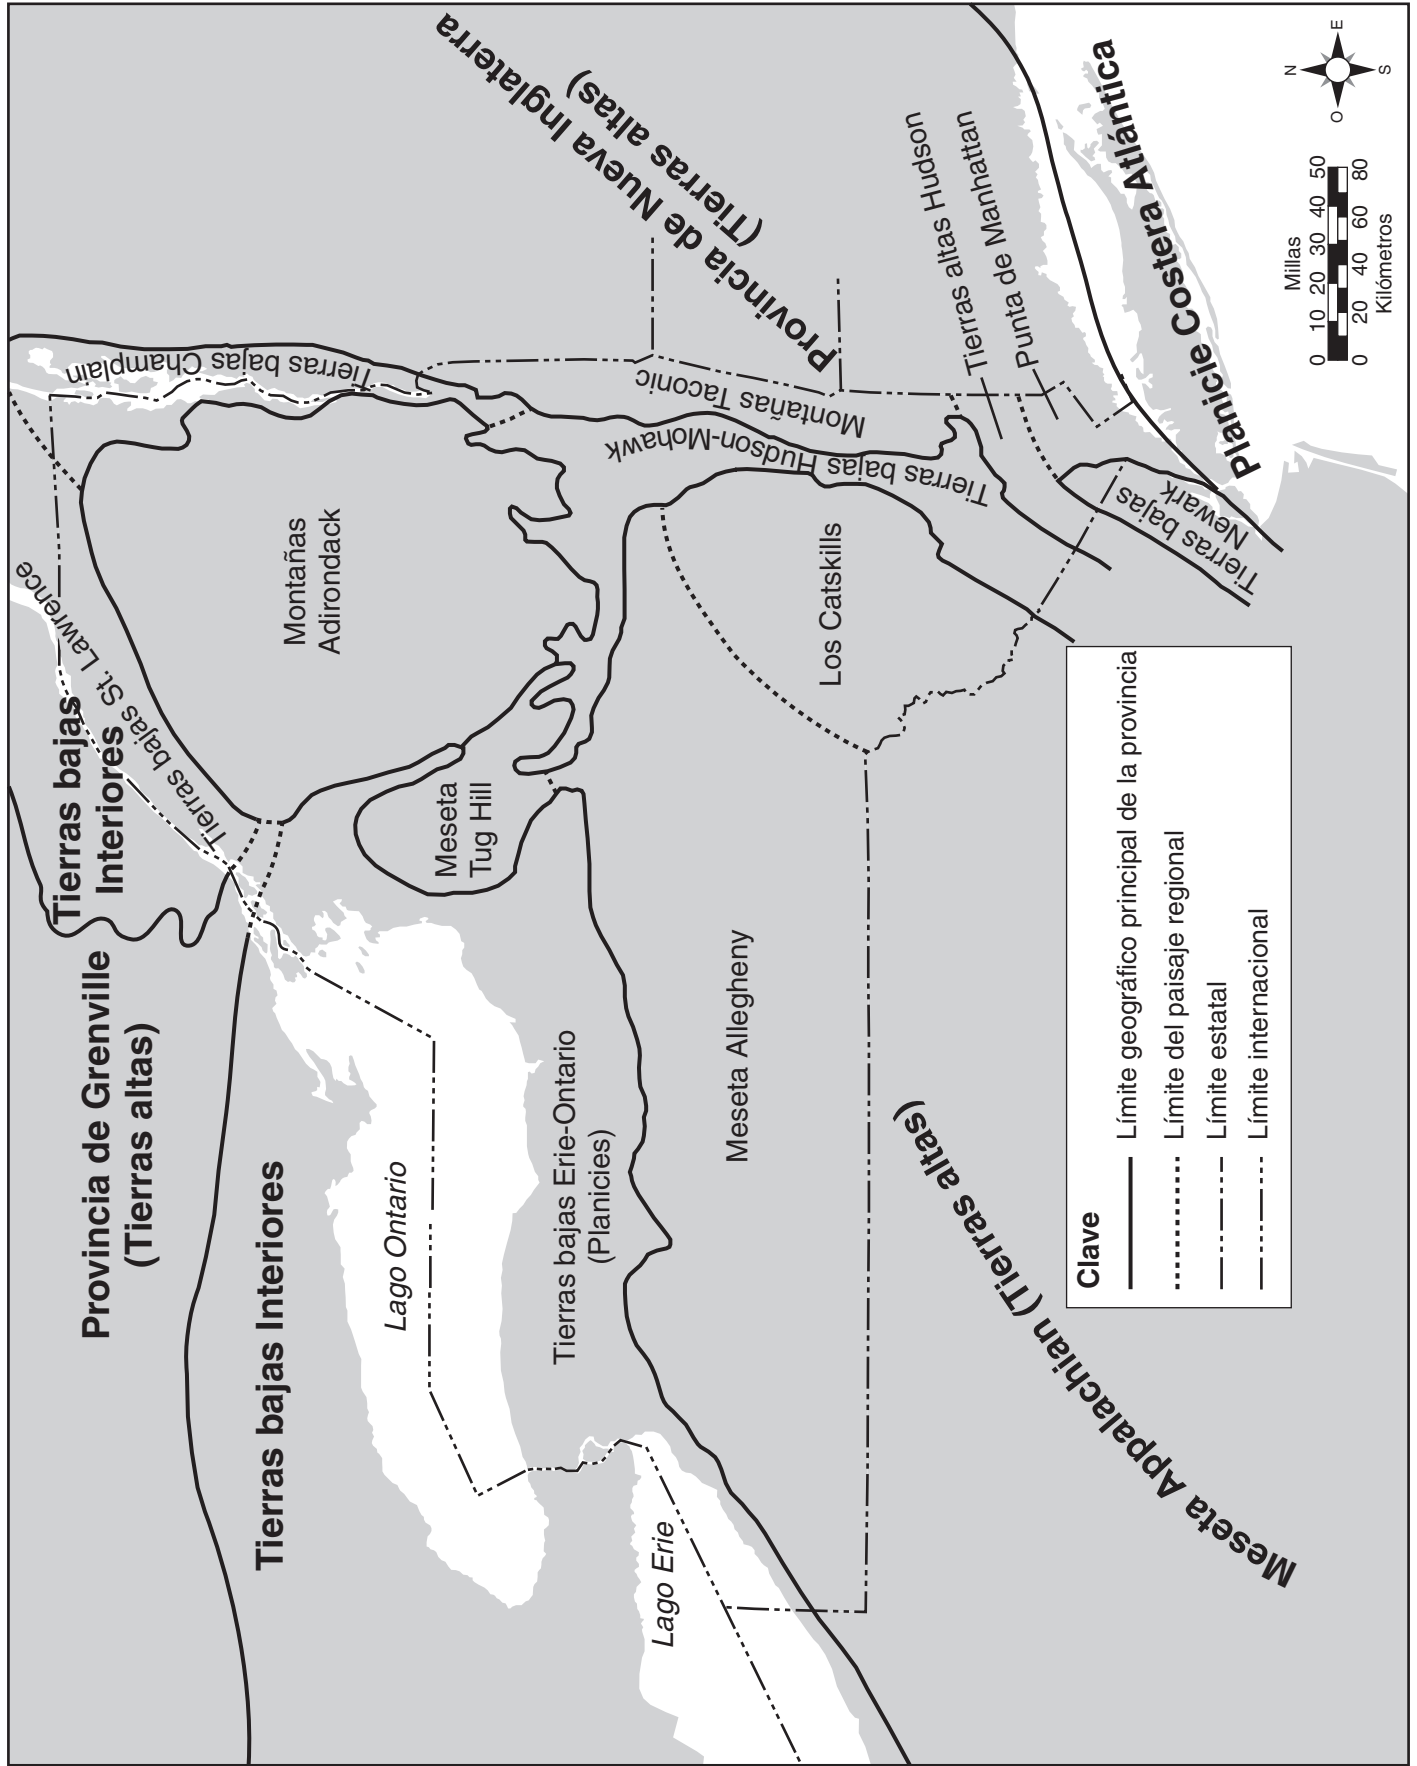 Provincia de Grenville
(Tierras altas)
Tierras bajas
Interiores
Tierras bajas Interiores
Tierras bajas St. Lawrence
Tierras bajas Champlain
Montañas
Adirondack
Meseta
Tug Hill
Lago Ontario
Tierras bajas Erie-Ontario
(Planicies)
Lago Erie
Meseta Allegheny
Los Catskills
Tierras bajas Hudson-Mohawk
Montañas Taconic
Provincia de Nueva Inglaterra
(Tierras altas)
Tierras altas Hudson
Punta de Manhattan
Tierras bajas
Newark
Planicie Costera Atlántica
Meseta Appalachian (Tierras altas)
Clave
Límite geográfico principal de la provincia
Límite del paisaje regional
Límite estatal
Límite internacional
Millas
0 10 20 30 40 50
0 20 40 60 80
Kilómetros
N
O E
S